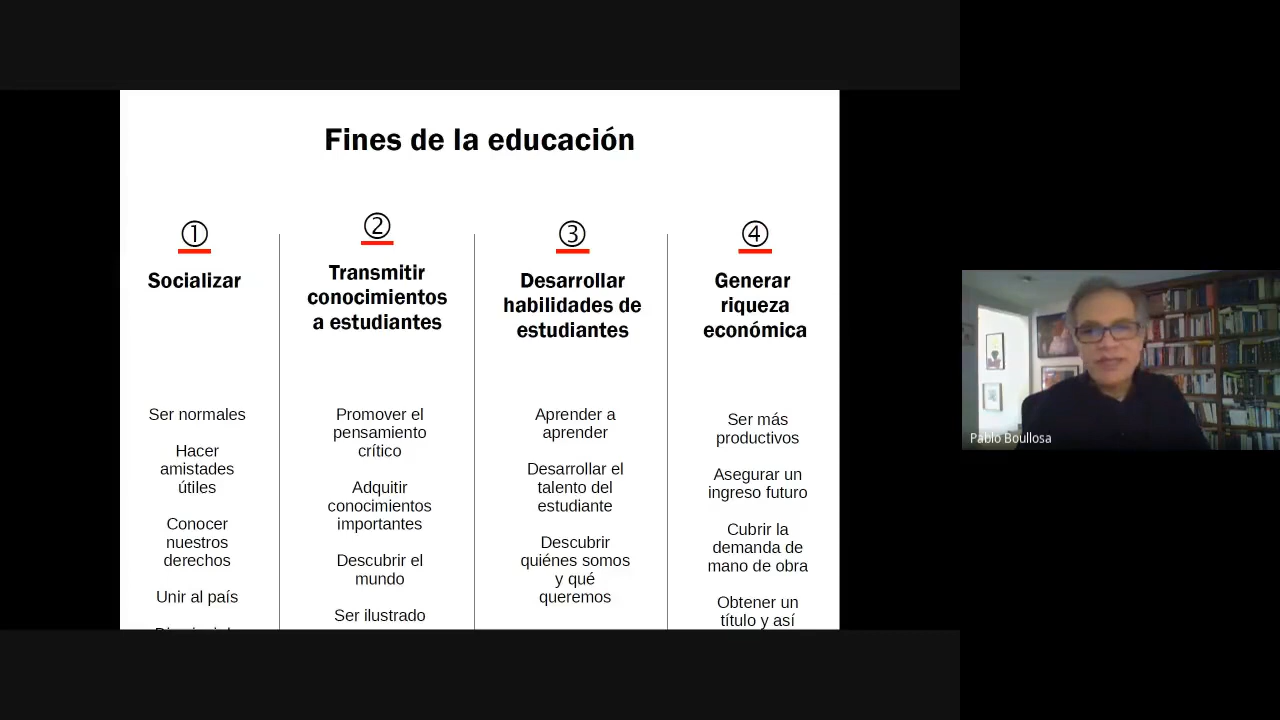 Fines de la educación
①
Socializar
Ser normales
Hacer
amistades
útiles
Conocer
nuestros
derechos
Unir al país
②
Transmitir
conocimientos
a estudiantes
Promover el
pensamiento
crítico
Adquitir
conocimientos
importantes
Descubrir el
mundo
Ser ilustrado
③
Desarrollar
habilidades de
estudiantes
Aprender a
aprender
Desarrollar el
talento del
estudiante
Descubrir
quiénes somos
y qué
queremos
④
Generar
riqueza
económica
Ser más
productivos
Asegurar un
ingreso futuro
Cubrir la
demanda de
mano de obra
Obtener un
título y así
Pablo Boullosa